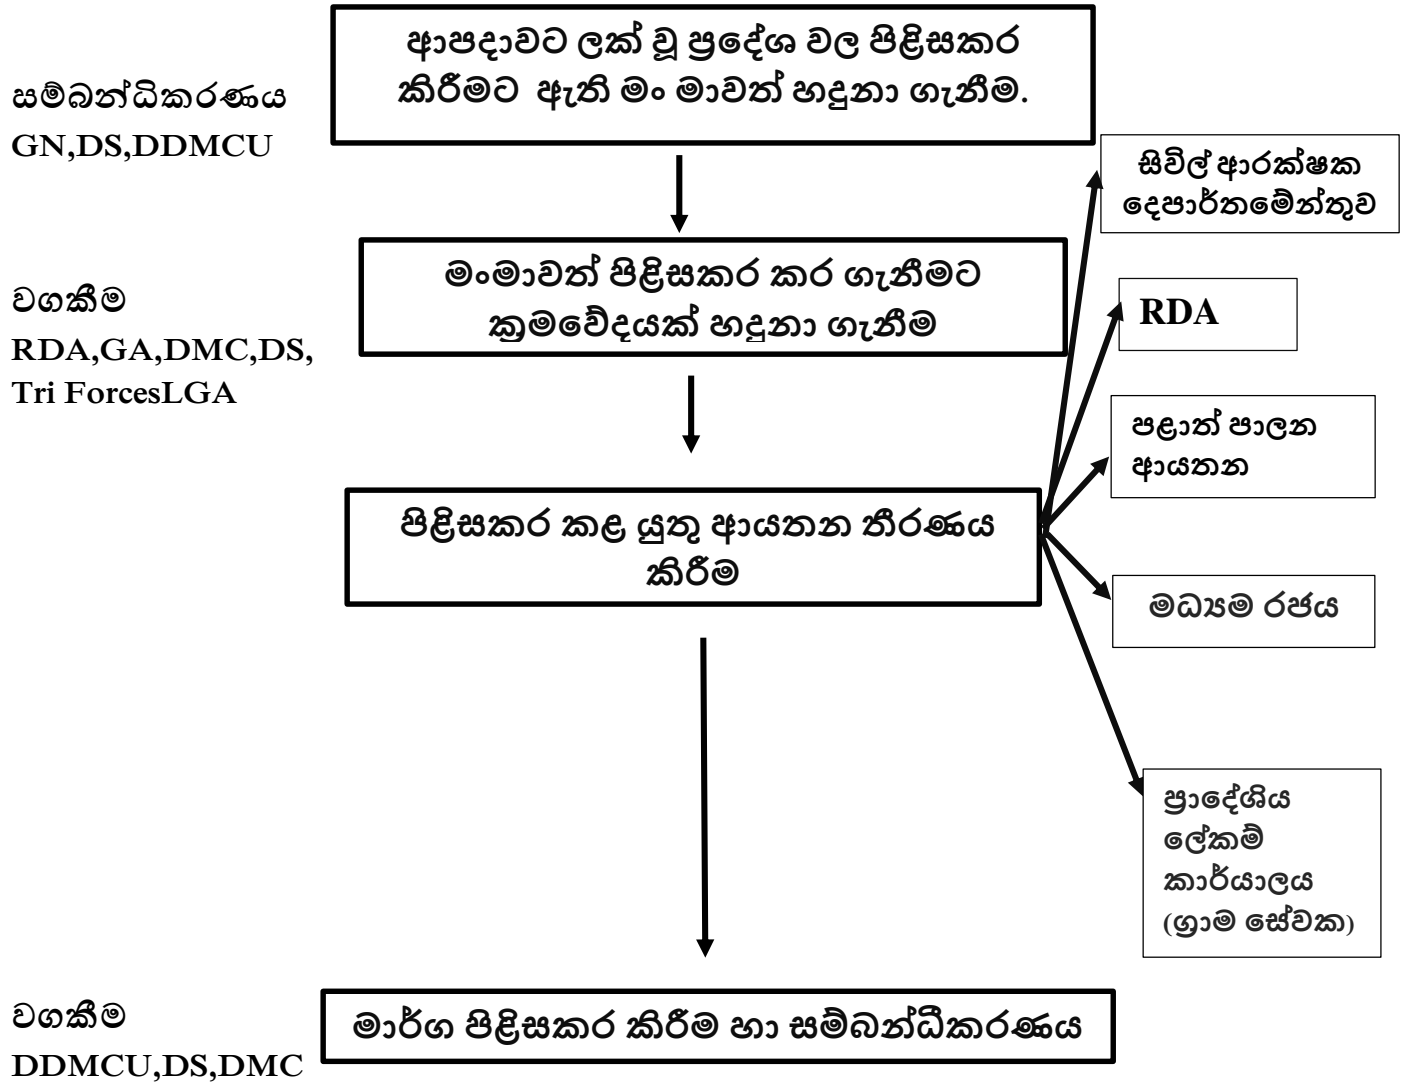 ආපදාවට ලක් වූ ප්‍රදේශ වල පිළිසකර
කිරීමට ඇති මං මාවත් හදුනා ගැනීම.
සම්බන්ධිකරණය
GN,DS,DDMCU
සිවිල් ආරක්ෂක
දෙපාර්තමේන්තුව
මංමාවත් පිළිසකර කර ගැනීමට
ක්‍රමවේදයක් හදුනා ගැනීම
වගකීම
RDA,GA,DMC,DS,
Tri ForcesLGA
RDA
පළාත් පාලන
ආයතන
පිළිසකර කළ යුතු ආයතන තීරණය
කිරීම
මධ්‍යම රජය
ප්‍රාදේශිය
ලේකම්
කාර්යාලය
(ග්‍රාම සේවක)
වගකීම
DDMCU,DS,DMC
මාර්ග පිළිසකර කිරීම හා සම්බන්ධීකරණය